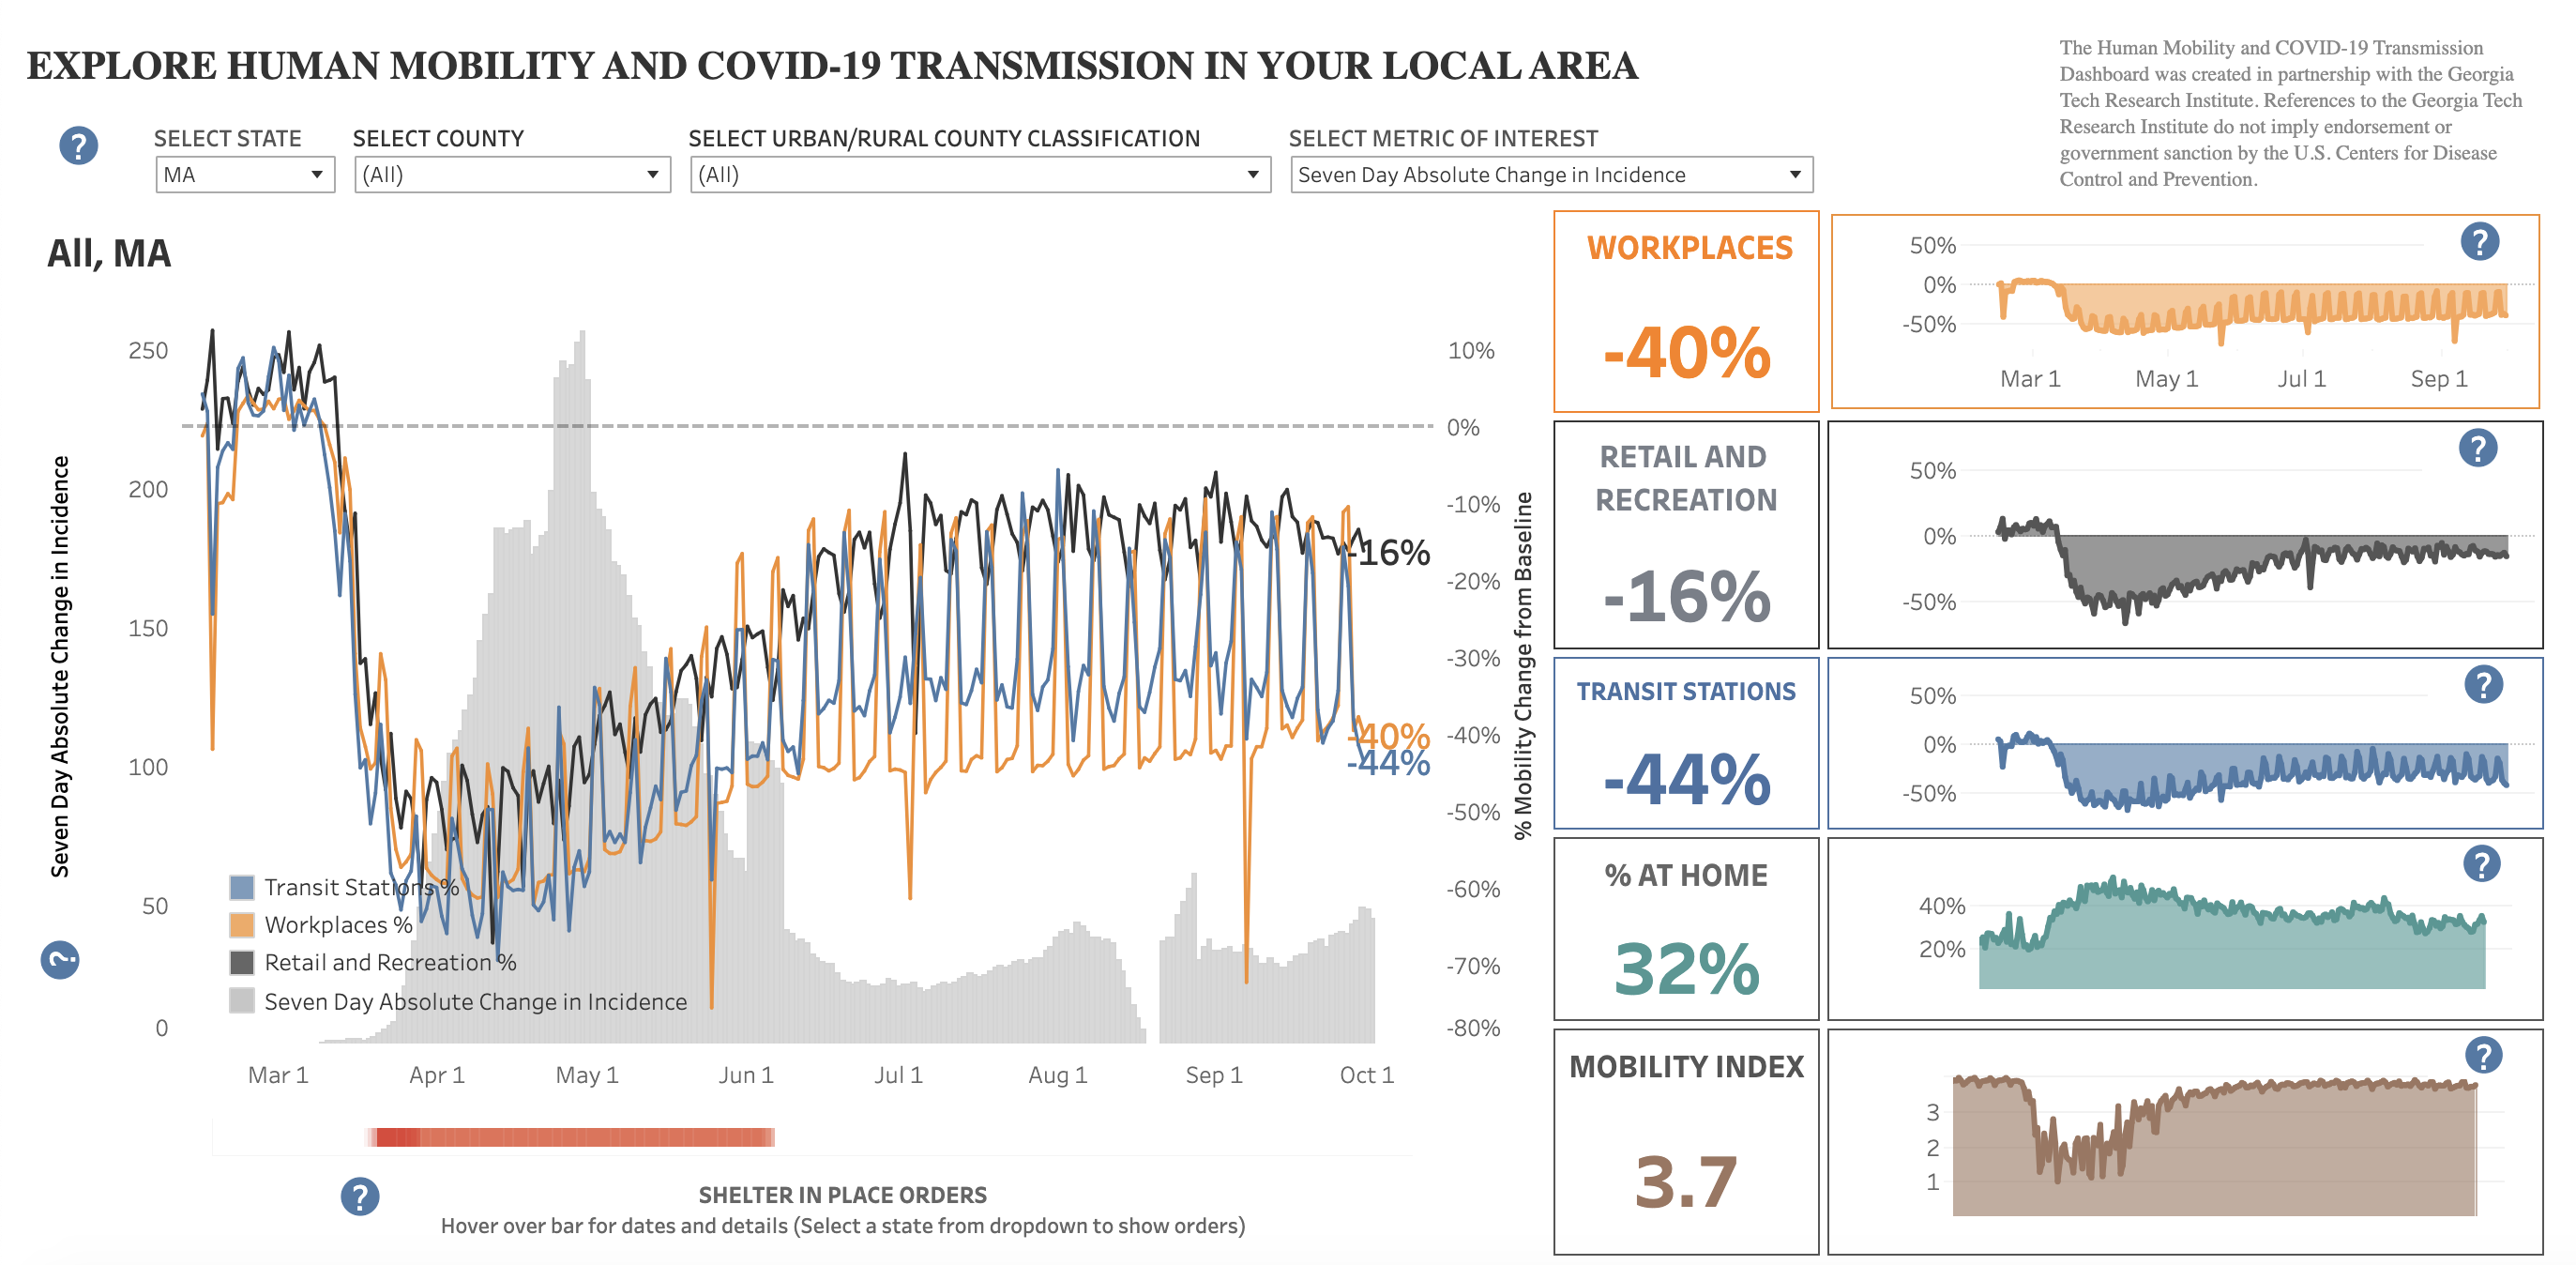 EXPLORE HUMAN MOBILITY AND COVID-19 TRANSMISSION IN YOUR LOCAL AREA
The Human Mobility and COVID-19 Transmission
Dashboard was created in partnership with the Georgia
Tech Research Institute. References to the Georgia Tech
Research Institute do not imply endorsement or
government sanction by the U.S. Centers for Disease
Control and Prevention.
?
SELECT STATE
MA
SELECT COUNTY
(All)
SELECT URBAN/RURAL COUNTY CLASSIFICATION
(All)
SELECT METRIC OF INTEREST
Seven Day Absolute Change in Incidence
All, MA
Seven Day Absolute Change in Incidence
250
200
150
100
50
0
10%
0%
-10%
-20%
-30%
-40%
-50%
-60%
-70%
-80%
% Mobility Change from Baseline
-16%
-40%
-44%
Transit Stations %
Workplaces %
Retail and Recreation %
Seven Day Absolute Change in Incidence
?
Mar 1
Apr 1
May 1
Jun 1
Jul 1
Aug 1
Sep 1
Oct 1
?
SHELTER IN PLACE ORDERS
Hover over bar for dates and details (Select a state from dropdown to show orders)
WORKPLACES
-40%
?
50%
0%
-50%
Mar 1
May 1
Jul 1
Sep 1
RETAIL AND
RECREATION
-16%
?
50%
0%
-50%
TRANSIT STATIONS
-44%
?
50%
0%
-50%
% AT HOME
32%
?
40%
20%
MOBILITY INDEX
3.7
?
3
2
1